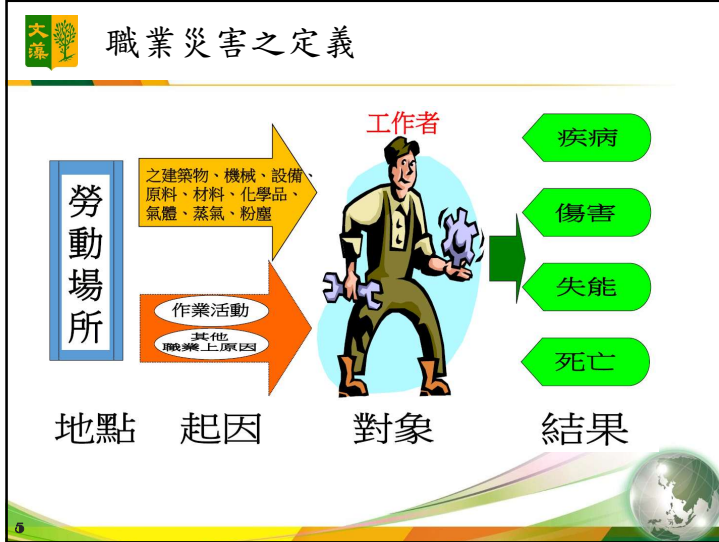 文藻
職業災害之定義
勞動場所
之建築物、機械、設備、
原料、材料、化學品、
氣體、蒸氣、粉塵
作業活動
其他
職業上原因
工作者
疾病
傷害
失能
死亡
地點
起因
對象
結果